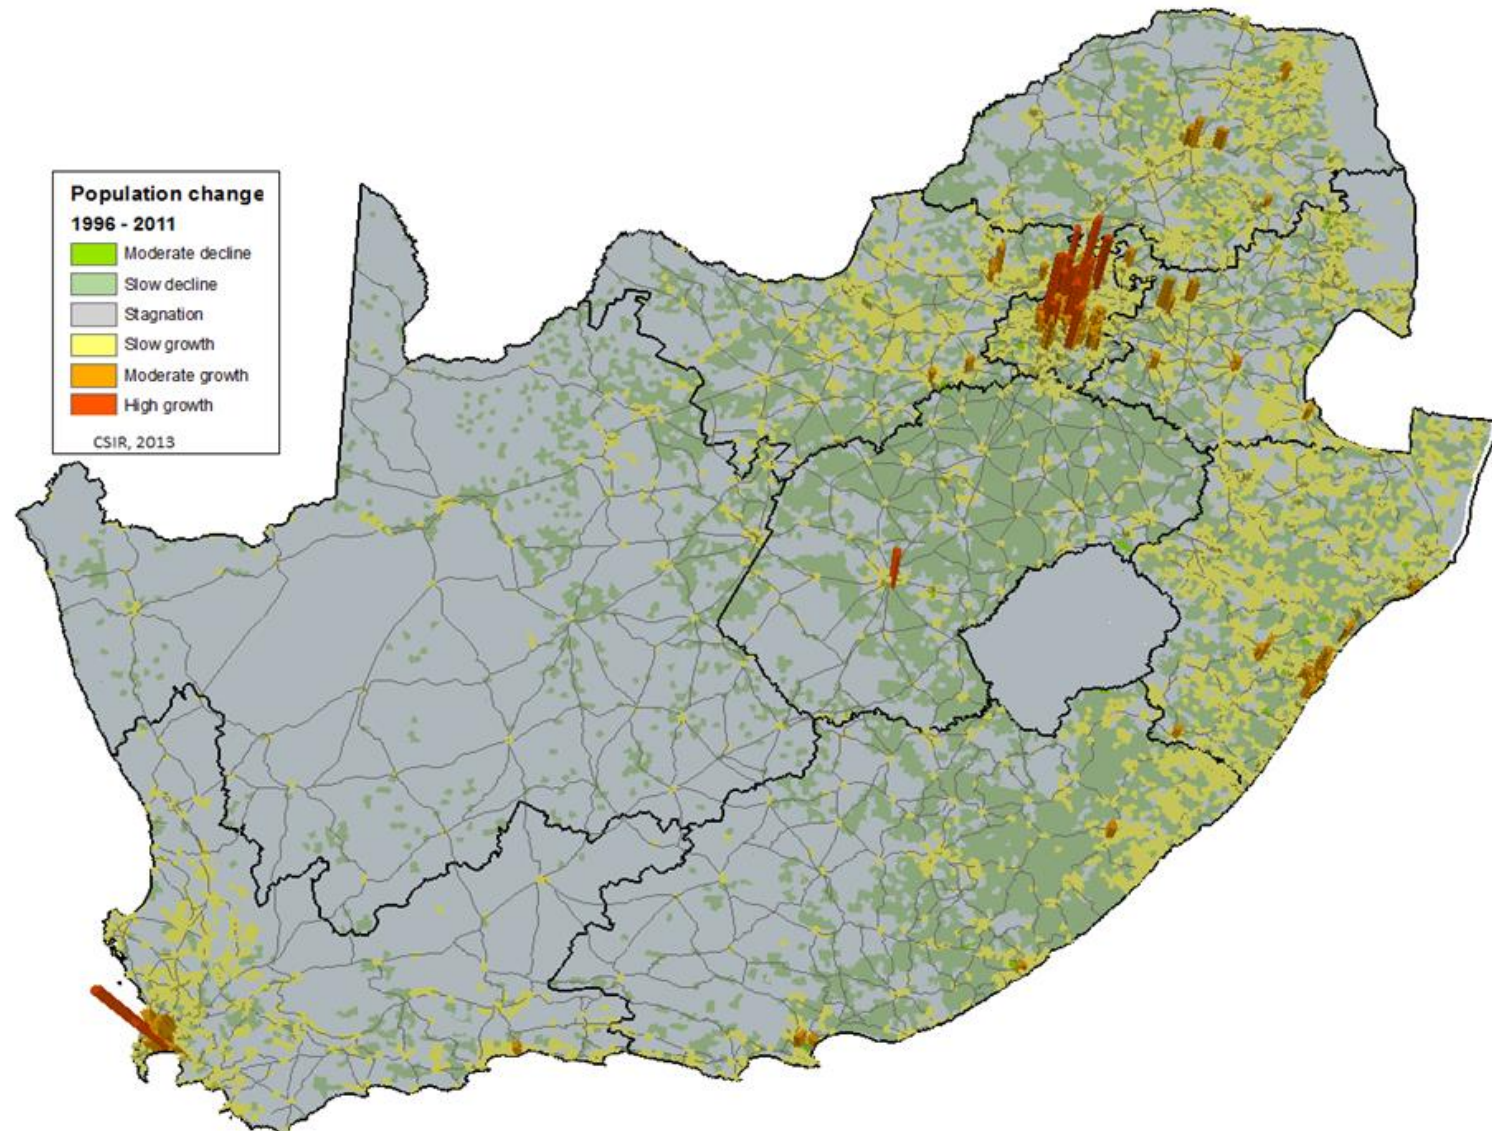 Population change
1996 - 2011
Moderate decline
Slow decline
Stagnation
Slow growth
Moderate growth
High growth
CSIR, 2013